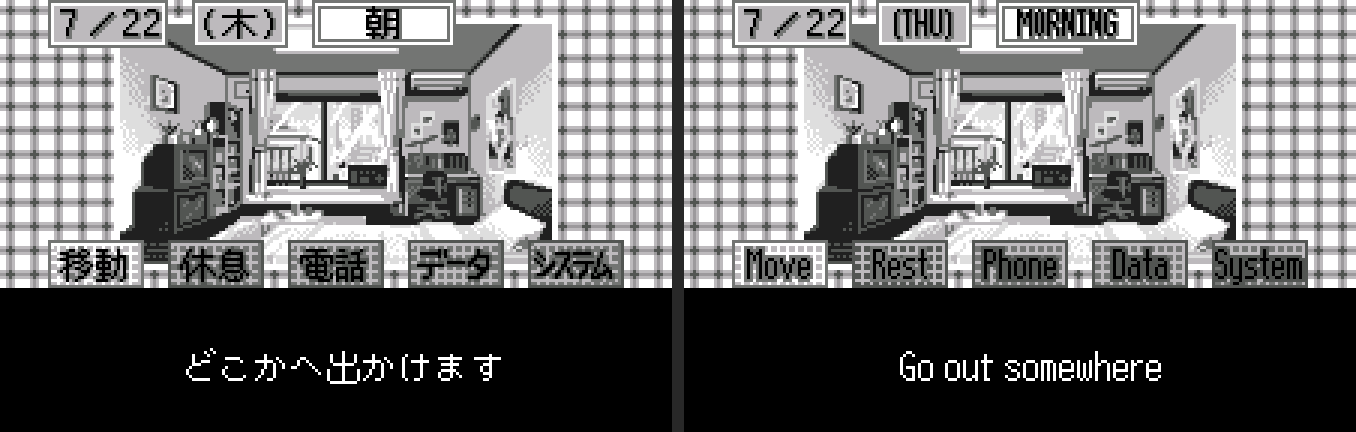 7/22 (木) 朝
移動 休息 電話 データ システム
どこかへ出かけます
7/22 (THU) MORNING
Move Rest Phone Data System
Go out somewhere